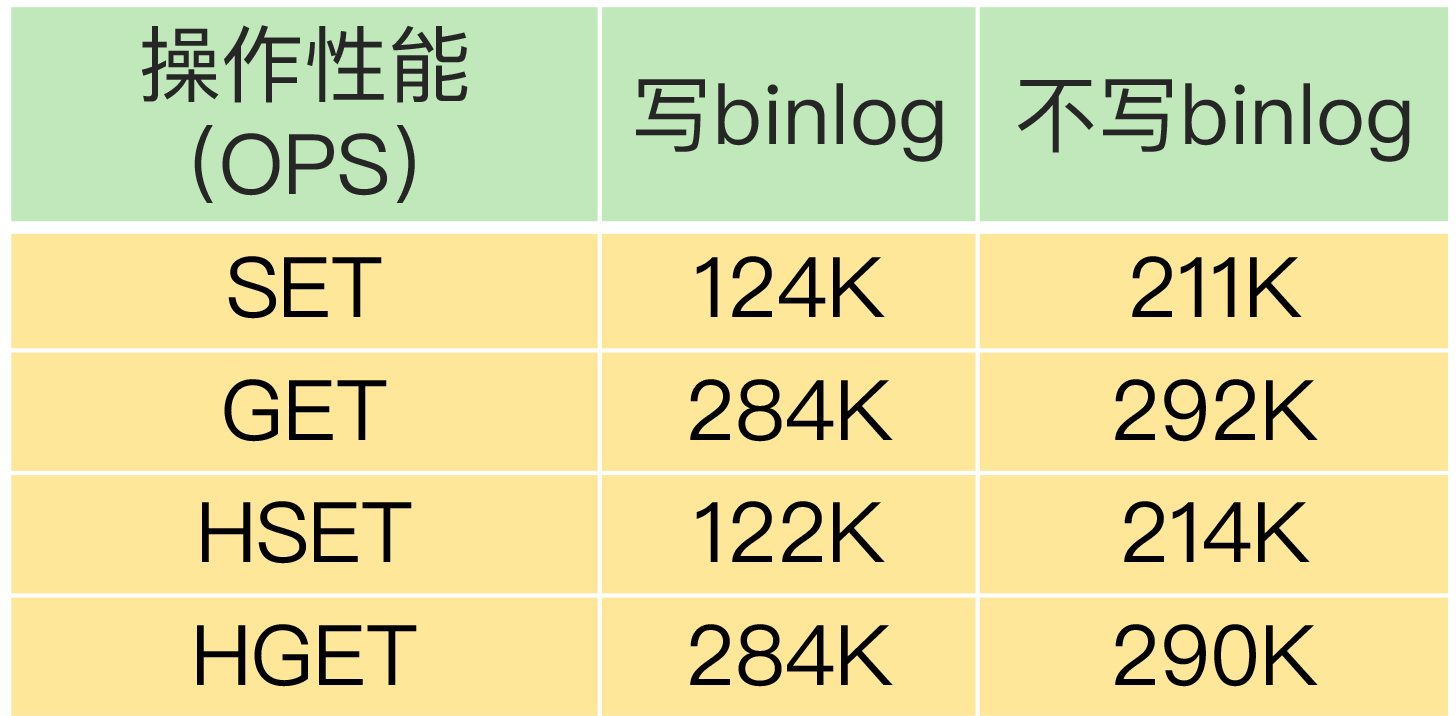 操作性能
(OPS)
写binlog
不写binlog
SET
124K
211K
GET
284K
292K
HSET
122K
214K
HGET
284K
290K